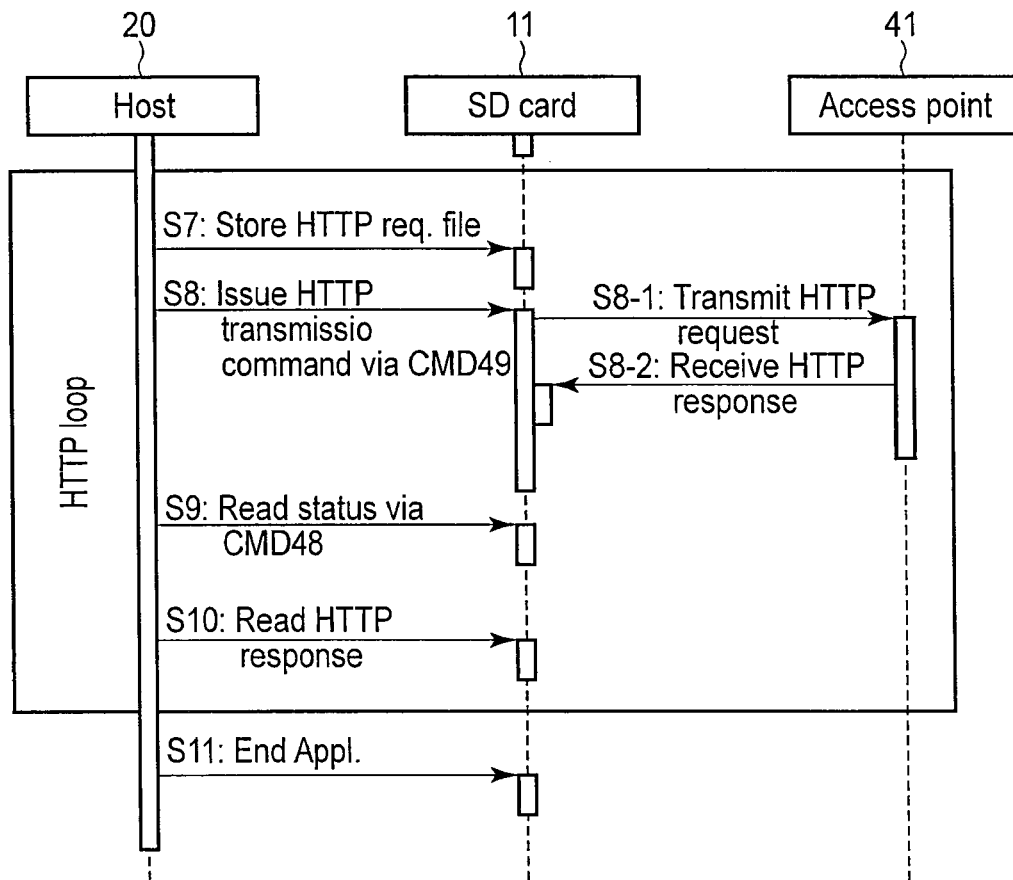 20
11
41
Host
SD card
Access point
HTTP loop
S7: Store HTTP req. file
S8: Issue HTTP
transmissio
command via CMD49
S8-1: Transmit HTTP
request
S8-2: Receive HTTP
response
S9: Read status via
CMD48
S10: Read HTTP
response
S11: End Appl.